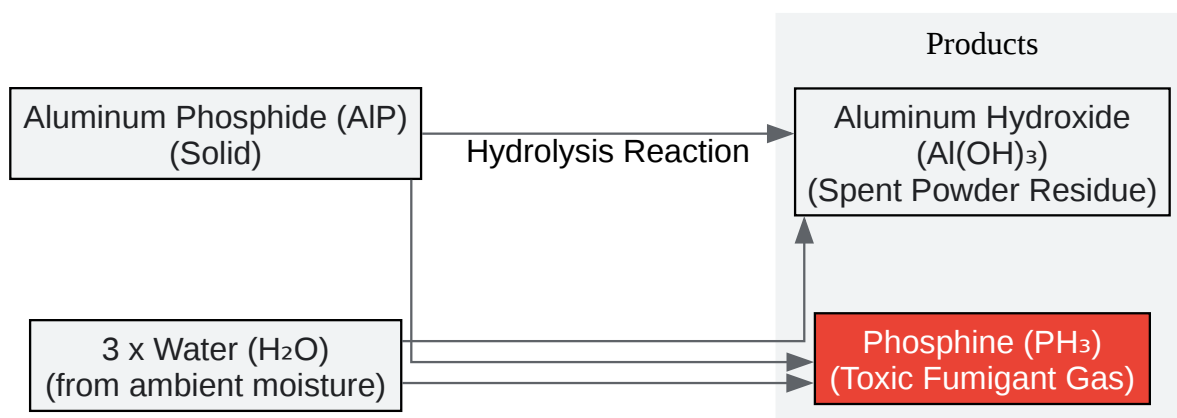 Products
Aluminum Phosphide (AlP)
(Solid)
Hydrolysis Reaction
Aluminum Hydroxide
(Al(OH)₃)
(Spent Powder Residue)
3 x Water (H₂O)
(from ambient moisture)
Phosphine (PH₃)
(Toxic Fumigant Gas)